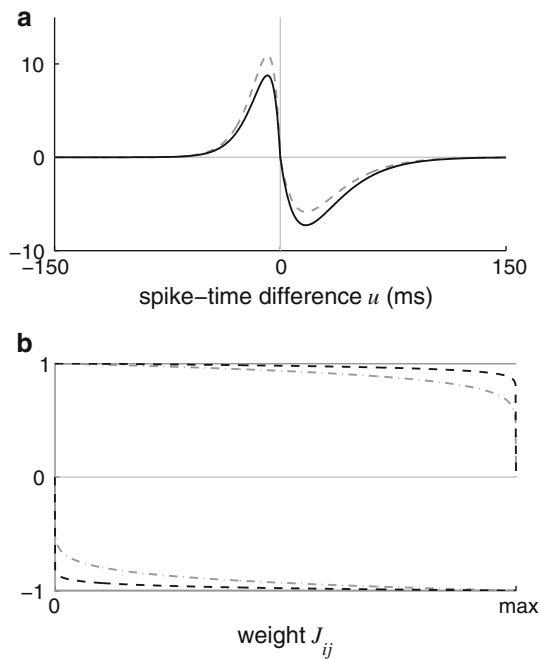 a
10
0
−10
−150
0
150
spike−time difference u (ms)
b
1
0
−1
0
max
weight J_ij